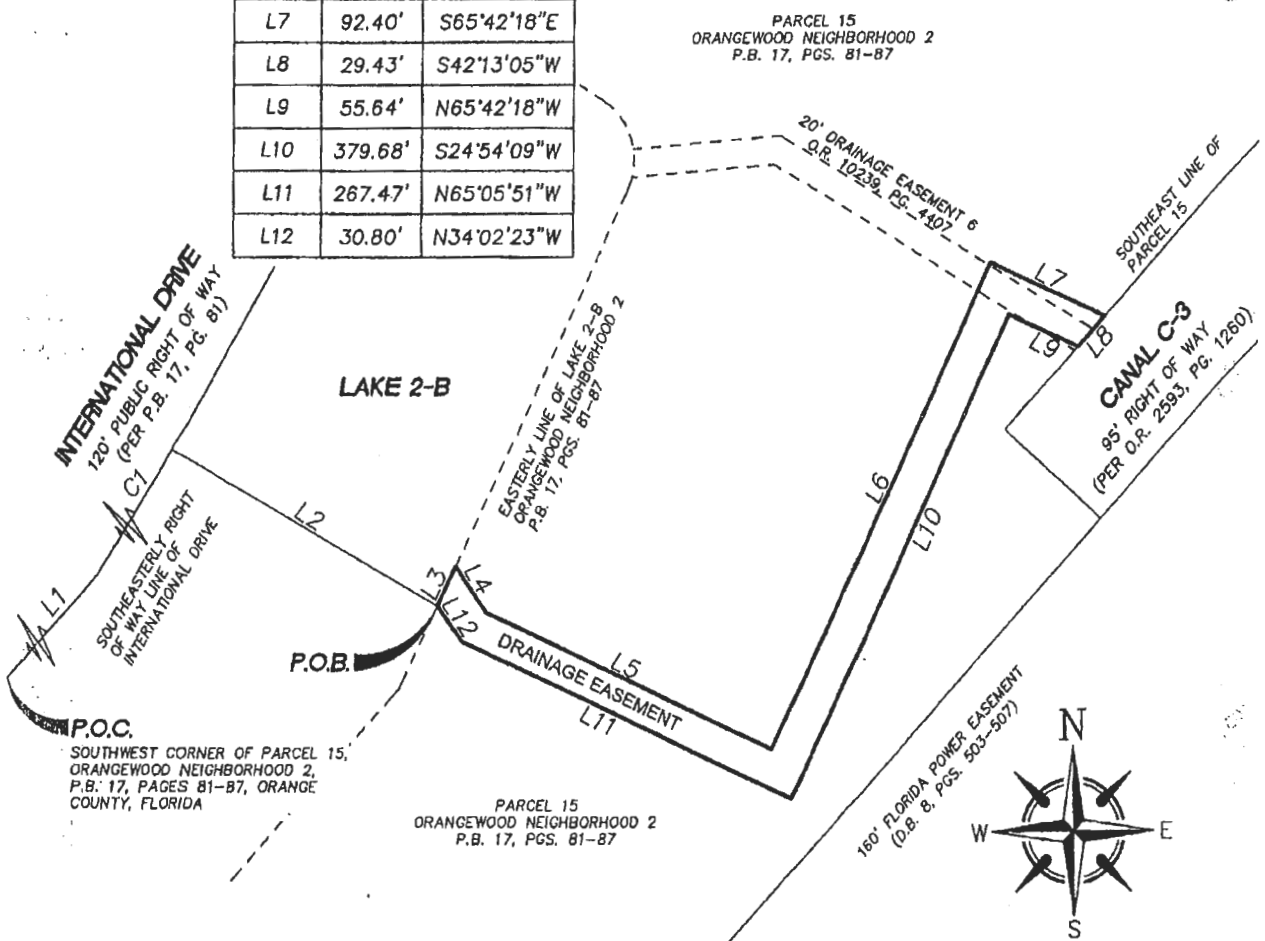 L7 92.40' S65°42'18"E
L8 29.43' S42°13'05"W
L9 55.64' N65°42'18"W
L10 379.68' S24°54'09"W
L11 267.47' N65°05'51"W
L12 30.80' N34°02'23"W
PARCEL 15
ORANGEWOOD NEIGHBORHOOD 2
P.B. 17, PGS. 81-87
20' DRAINAGE EASEMENT 6
O.R. 10239, PG. 4407
SOUTHEAST LINE OF
PARCEL 15
L7
L8
L9
CANAL C-3
95' RIGHT OF WAY
(PER O.R. 2593, PG. 1260)
INTERNATIONAL DRIVE
120' PUBLIC RIGHT OF WAY
(PER P.B. 17, PG. 81)
LAKE 2-B
EASTERLY LINE OF LAKE 2-B
ORANGEWOOD NEIGHBORHOOD 2
P.B. 17, PGS. 81-87
C1
L2
L6
L10
SOUTHEASTERLY RIGHT
OF WAY LINE OF
INTERNATIONAL DRIVE
L1
L3
L4
L12
P.O.B.
L5
DRAINAGE EASEMENT
L11
P.O.C.
SOUTHWEST CORNER OF PARCEL 15,
ORANGEWOOD NEIGHBORHOOD 2,
P.B. 17, PAGES 81-87, ORANGE
COUNTY, FLORIDA
PARCEL 15
ORANGEWOOD NEIGHBORHOOD 2
P.B. 17, PGS. 81-87
160' FLORIDA POWER EASEMENT
(D.B. 8, PGS. 503-507)
N
W E
S